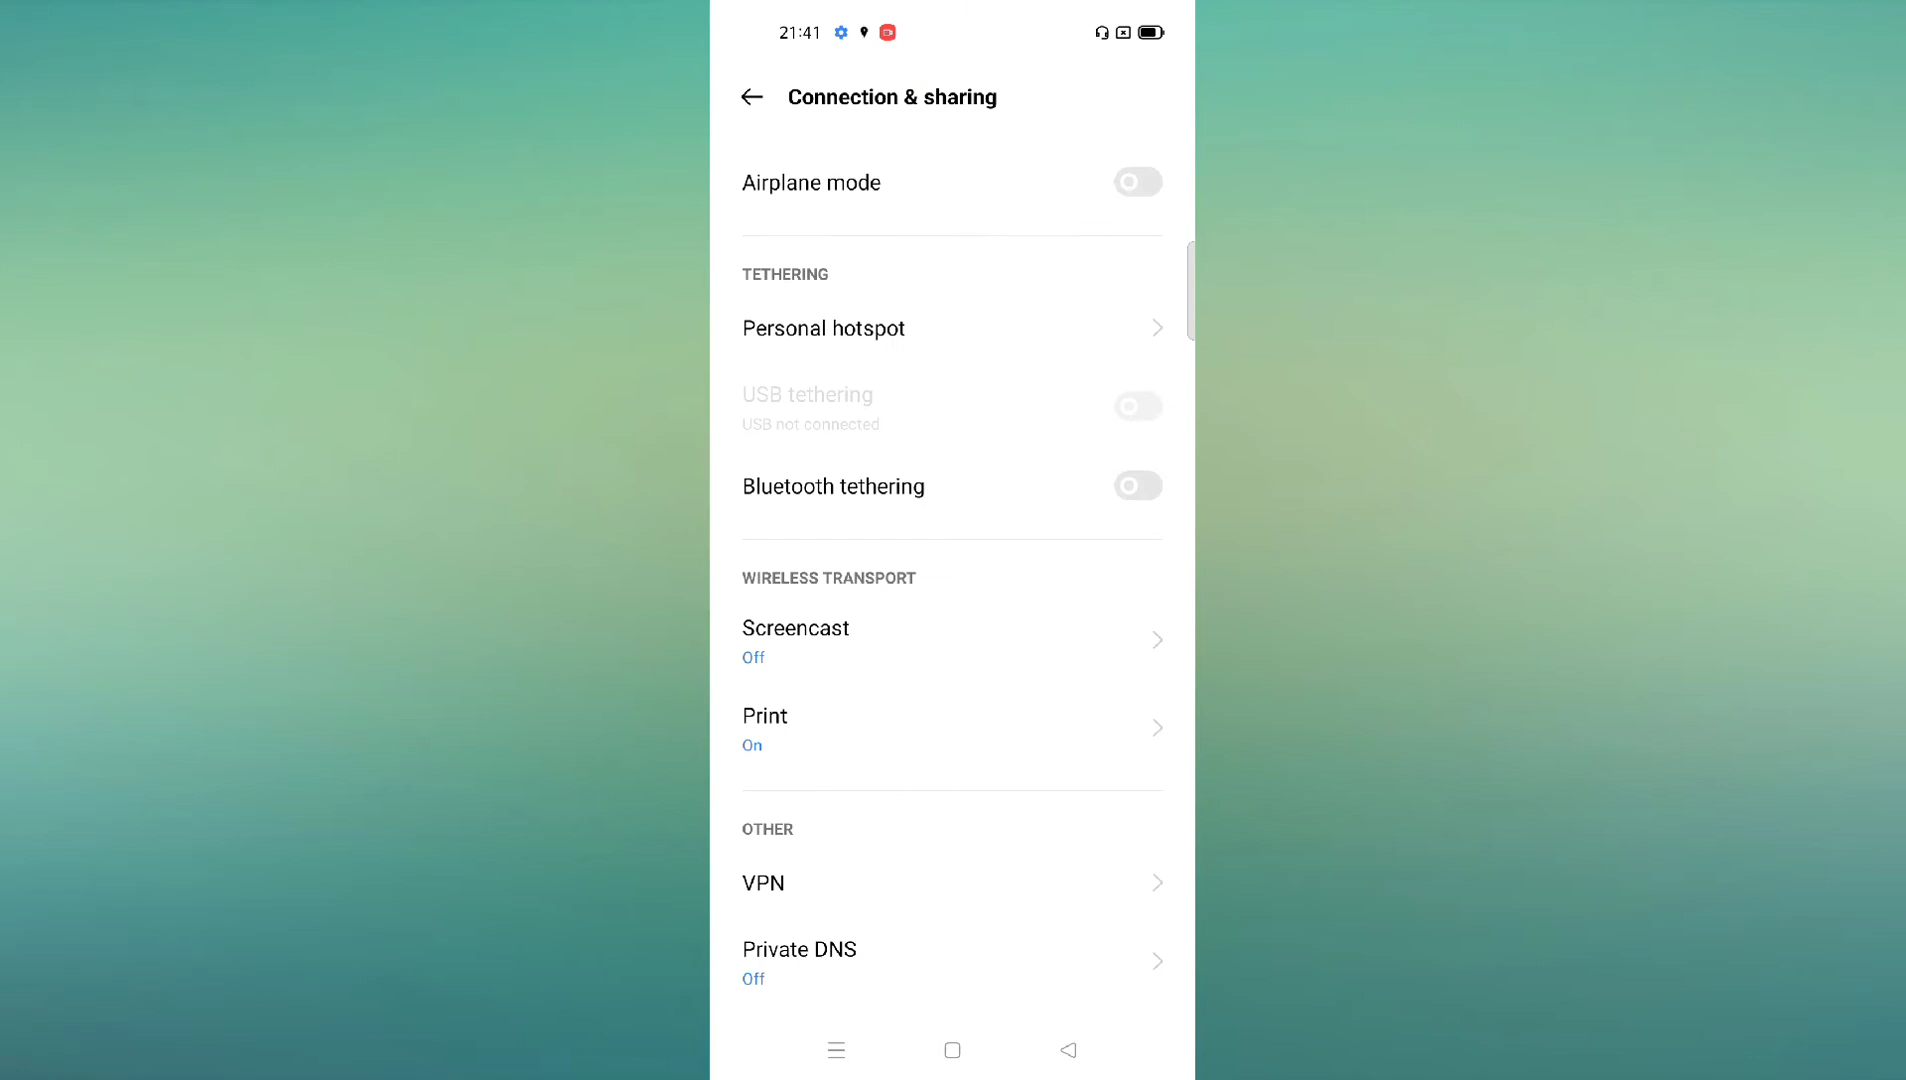 21:41
Connection & sharing
Airplane mode
TETHERING
Personal hotspot
USB tethering
USB not connected
Bluetooth tethering
WIRELESS TRANSPORT
Screencast
Off
Print
On
OTHER
VPN
Private DNS
Off